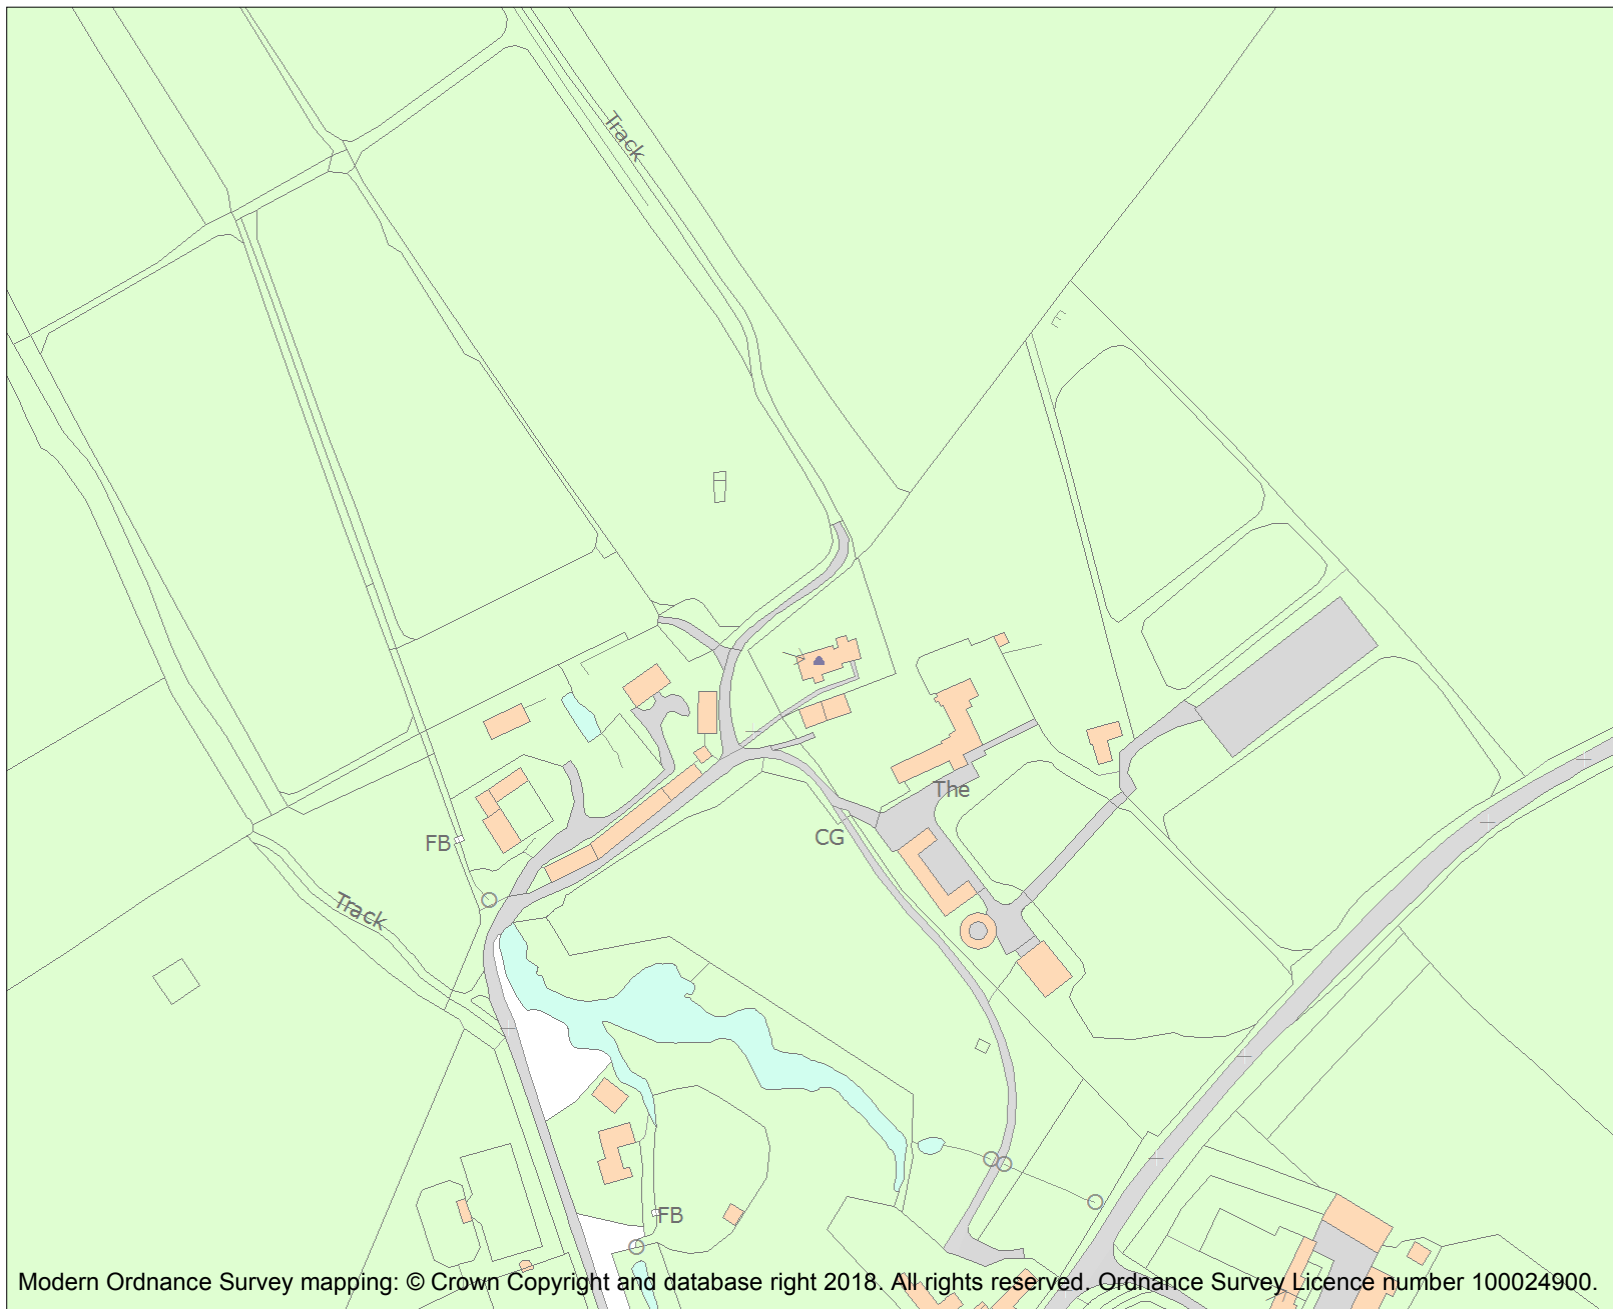 Track
E
The
CG
FB
Track
FB
Modern Ordnance Survey mapping: © Crown Copyright and database right 2018. All rights reserved. Ordnance Survey Licence number 100024900.